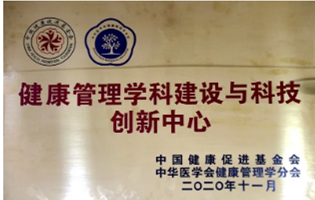 健康管理学科建设与科技
创新中心
中国健康促进基金会
中华医学会健康管理学分会
二〇二〇年十一月